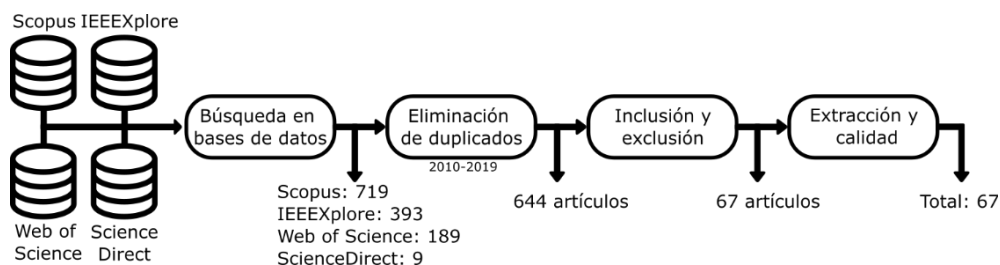 Scopus IEEEXplore
Web of
Science
Science
Direct
Búsqueda en
bases de datos
Eliminación
de duplicados
2010-2019
Inclusión y
exclusión
Extracción y
calidad
Scopus: 719
IEEEXplore: 393
Web of Science: 189
ScienceDirect: 9
644 artículos
67 artículos
Total: 67